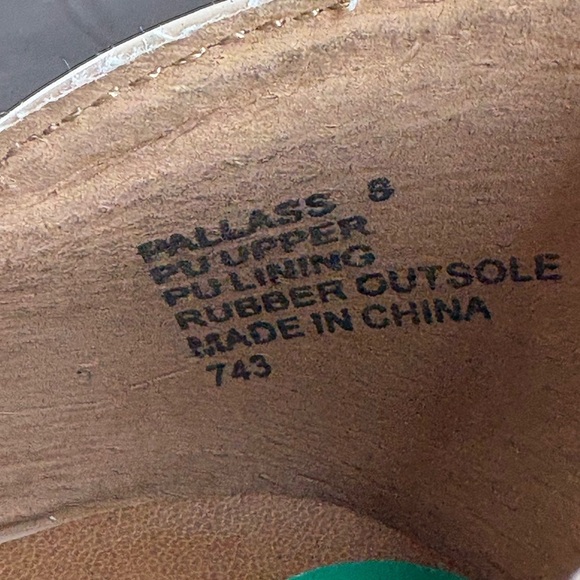 PALLASS 8
PU UPPER
PU LINING
RUBBER OUTSOLE
MADE IN CHINA
743